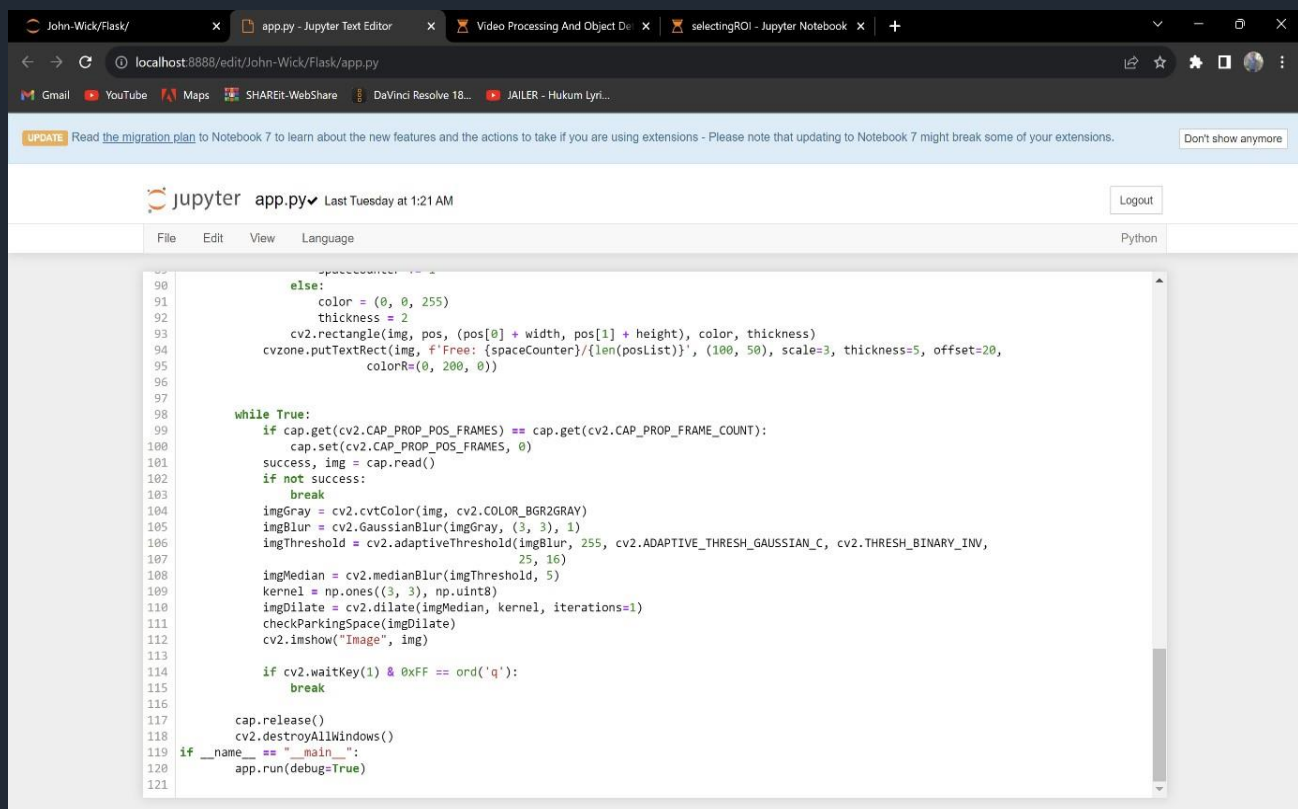 John-Wick/Flask/
app.py - Jupyter Text Editor
Video Processing And Object De
selectingROI - Jupyter Notebook
localhost:8888/edit/John-Wick/Flask/app.py
Gmail YouTube Maps SHAREit-WebShare DaVinci Resolve 18... JAILER - Hukum Lyri...
UPDATE Read the migration plan to Notebook 7 to learn about the new features and the actions to take if you are using extensions - Please note that updating to Notebook 7 might break some of your extensions. Don't show anymore
jupyter app.py Last Tuesday at 1:21 AM Logout
File Edit View Language Python
89 spaceCounter += 1
90 else:
91 color = (0, 0, 255)
92 thickness = 2
93 cv2.rectangle(img, pos, (pos[0] + width, pos[1] + height), color, thickness)
94 cvzone.putTextRect(img, f'Free: {spaceCounter}/{len(posList)}', (100, 50), scale=3, thickness=5, offset=20,
95 colorR=(0, 200, 0))
96
97
98 while True:
99 if cap.get(cv2.CAP_PROP_POS_FRAMES) == cap.get(cv2.CAP_PROP_FRAME_COUNT):
100 cap.set(cv2.CAP_PROP_POS_FRAMES, 0)
101 success, img = cap.read()
102 if not success:
103 break
104 imgGray = cv2.cvtColor(img, cv2.COLOR_BGR2GRAY)
105 imgBlur = cv2.GaussianBlur(imgGray, (3, 3), 1)
106 imgThreshold = cv2.adaptiveThreshold(imgBlur, 255, cv2.ADAPTIVE_THRESH_GAUSSIAN_C, cv2.THRESH_BINARY_INV,
107 25, 16)
108 imgMedian = cv2.medianBlur(imgThreshold, 5)
109 kernel = np.ones((3, 3), np.uint8)
110 imgDilate = cv2.dilate(imgMedian, kernel, iterations=1)
111 checkParkingSpace(imgDilate)
112 cv2.imshow("Image", img)
113
114 if cv2.waitKey(1) & 0xFF == ord('q'):
115 break
116
117 cap.release()
118 cv2.destroyAllWindows()
119 if __name__ == "__main__":
120 app.run(debug=True)
121